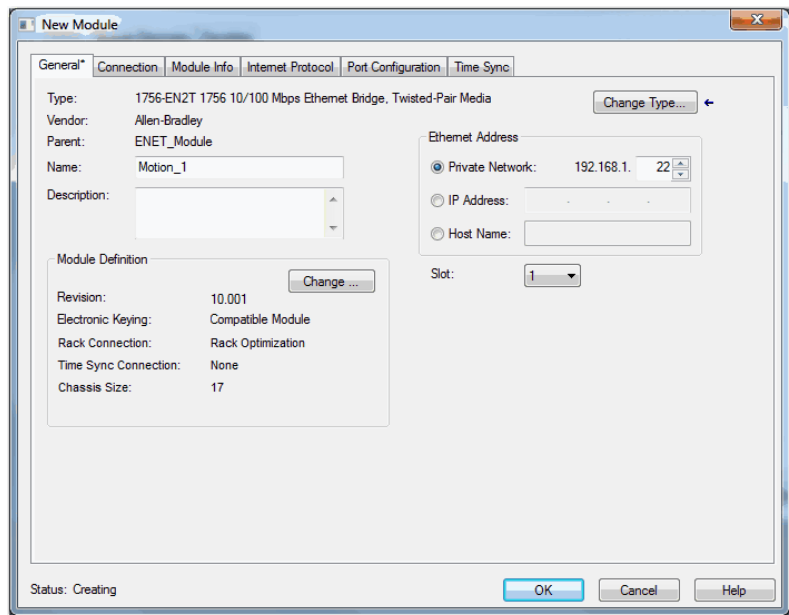 New Module
General* Connection Module Info Internet Protocol Port Configuration Time Sync
Type: 1756-EN2T 1756 10/100 Mbps Ethernet Bridge, Twisted-Pair Media
Change Type...
Vendor: Allen-Bradley
Parent: ENET_Module
Name: Motion_1
Description:
Ethernet Address
Private Network: 192.168.1. 22
IP Address: . . .
Host Name:
Slot: 1
Module Definition
Change ...
Revision: 10.001
Electronic Keying: Compatible Module
Rack Connection: Rack Optimization
Time Sync Connection: None
Chassis Size: 17
Status: Creating
OK Cancel Help